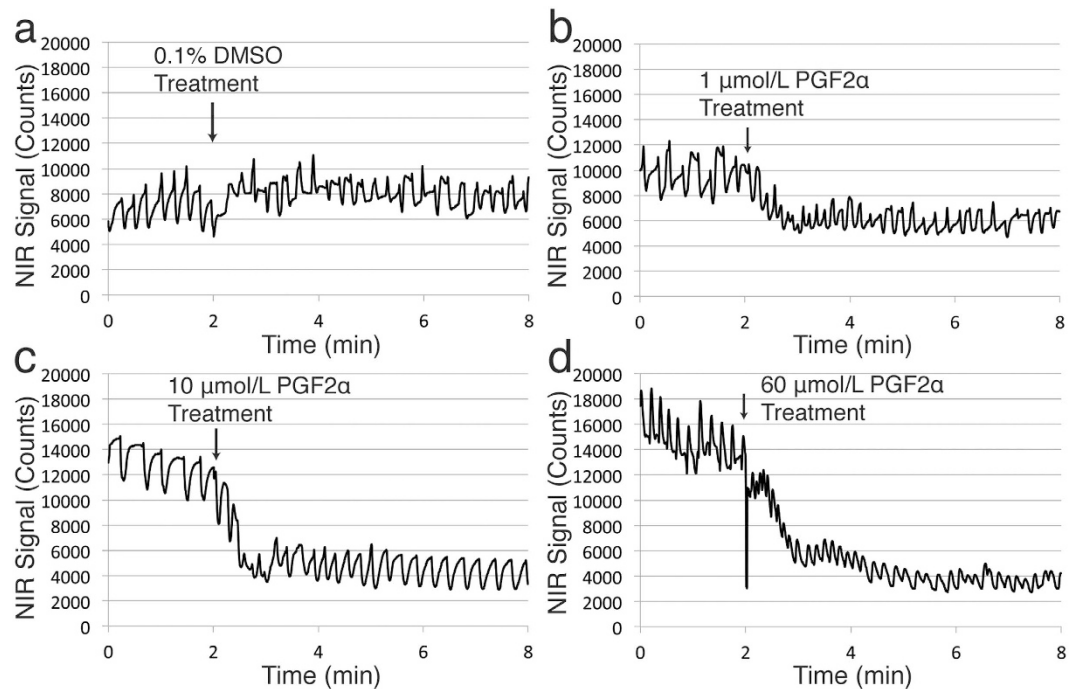 a
0.1% DMSO
Treatment
NIR Signal (Counts)
20000
18000
16000
14000
12000
10000
8000
6000
4000
2000
0
0 2 4 6 8
Time (min)
b
1 μmol/L PGF2α
Treatment
NIR Signal (Counts)
20000
18000
16000
14000
12000
10000
8000
6000
4000
2000
0
0 2 4 6 8
Time (min)
c
10 μmol/L PGF2α
Treatment
NIR Signal (Counts)
20000
18000
16000
14000
12000
10000
8000
6000
4000
2000
0
0 2 4 6 8
Time (min)
d
60 μmol/L PGF2α
Treatment
NIR Signal (Counts)
20000
18000
16000
14000
12000
10000
8000
6000
4000
2000
0
0 2 4 6 8
Time (min)